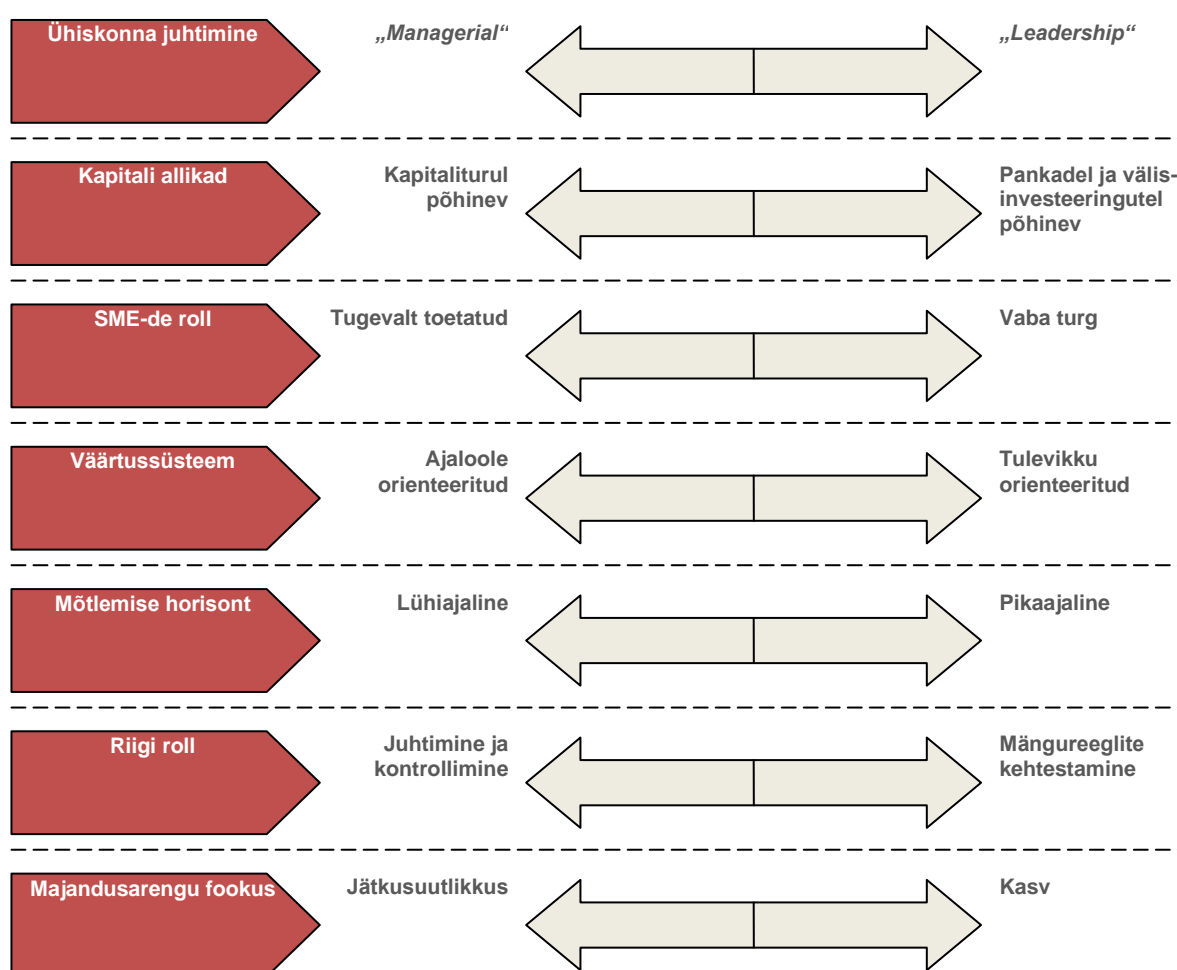 Ühiskonna juhtimine
„Managerial“
„Leadership“
Kapitali allikad
Kapitaliturul
põhinev
Pankadel ja välis-
investeeringutel
põhinev
SME-de roll
Tugevalt toetatud
Vaba turg
Väärtussüsteem
Ajaloole
orienteeritud
Tulevikku
orienteeritud
Mõtlemise horisont
Lühiajaline
Pikaajaline
Riigi roll
Juhtimine ja
kontrollimine
Mängureeglite
kehtestamine
Majandusarengu fookus
Jätkusuutlikkus
Kasv